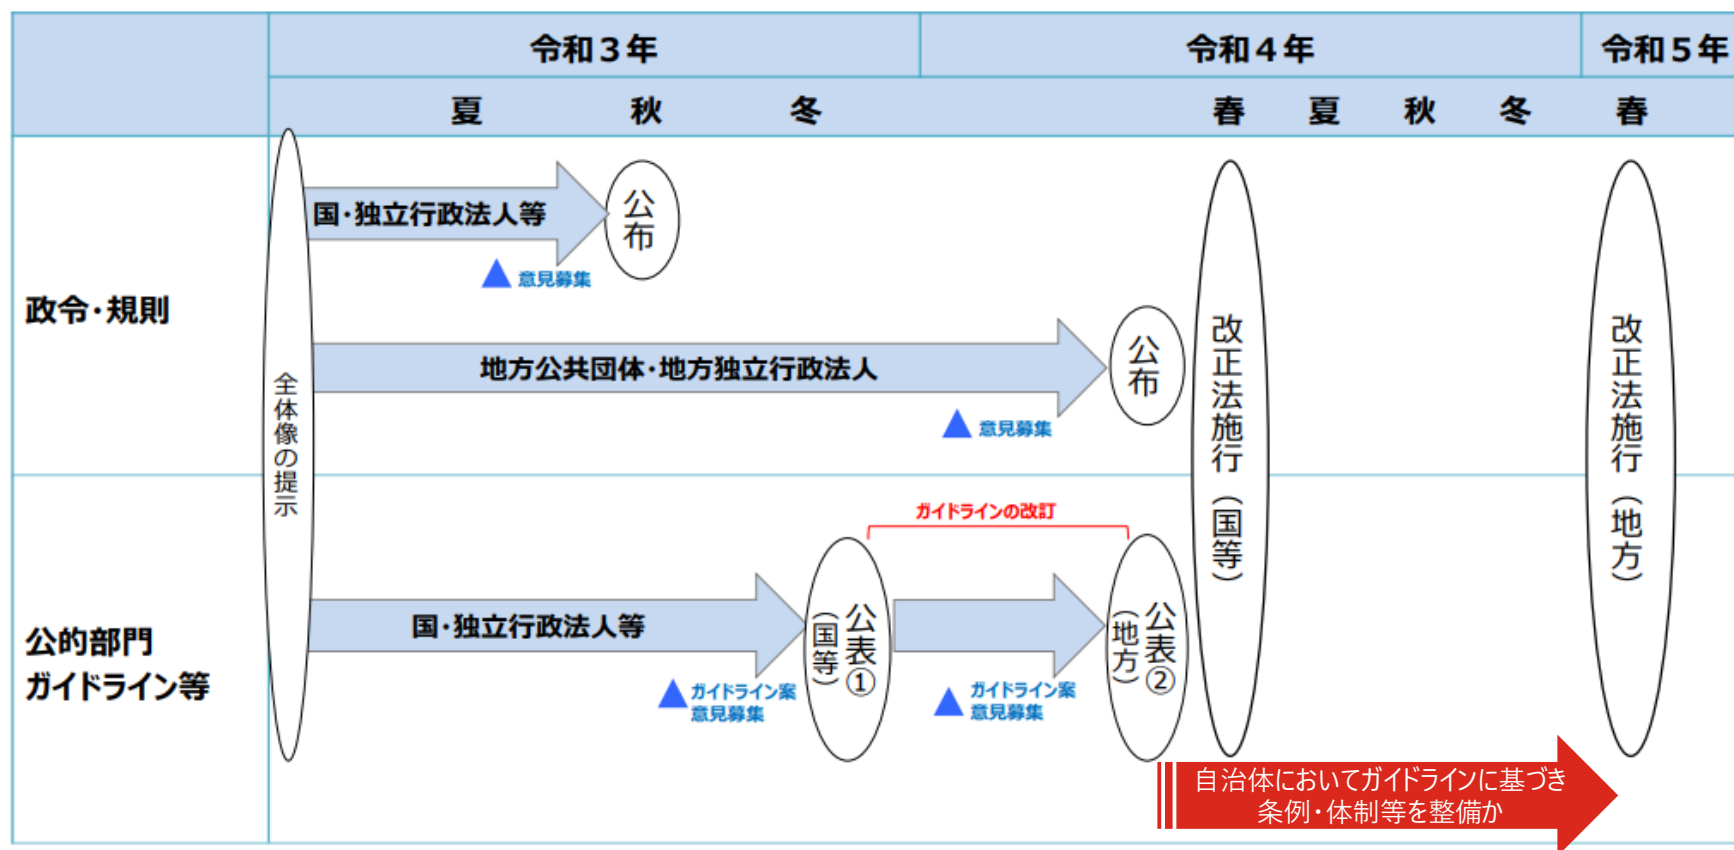 令和３年
令和４年
令和５年
夏 秋 冬 春 夏 秋 冬 春
政令・規則
全体像の提示
国・独立行政法人等
公布
意見募集
地方公共団体・地方独立行政法人
公布
意見募集
改正法施行（国等）
改正法施行（地方）
公的部門
ガイドライン等
ガイドラインの改訂
国・独立行政法人等
公表①
（国等）
ガイドライン案
意見募集
公表②
（地方）
ガイドライン案
意見募集
自治体においてガイドラインに基づき
条例・体制等を整備か